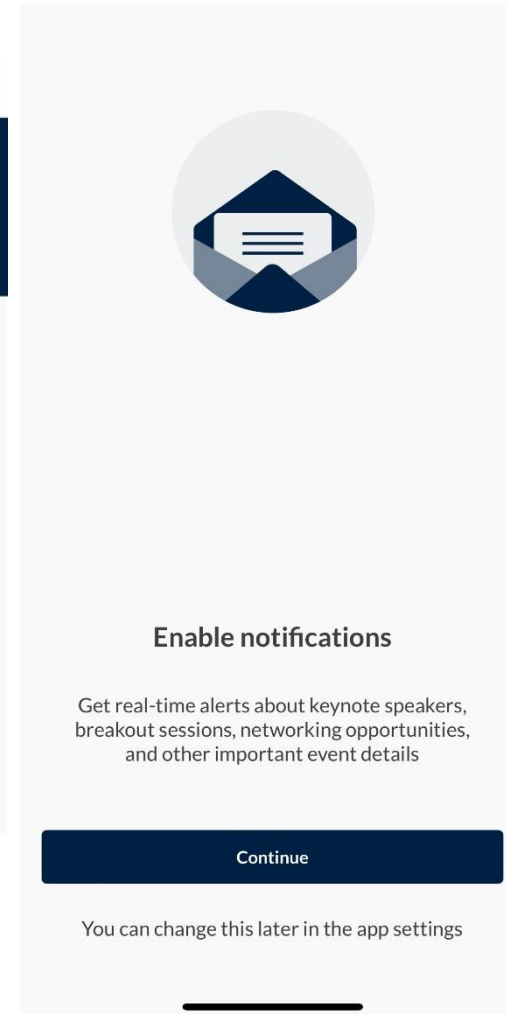 Enable notifications
Get real-time alerts about keynote speakers,
breakout sessions, networking opportunities,
and other important event details
Continue
You can change this later in the app settings